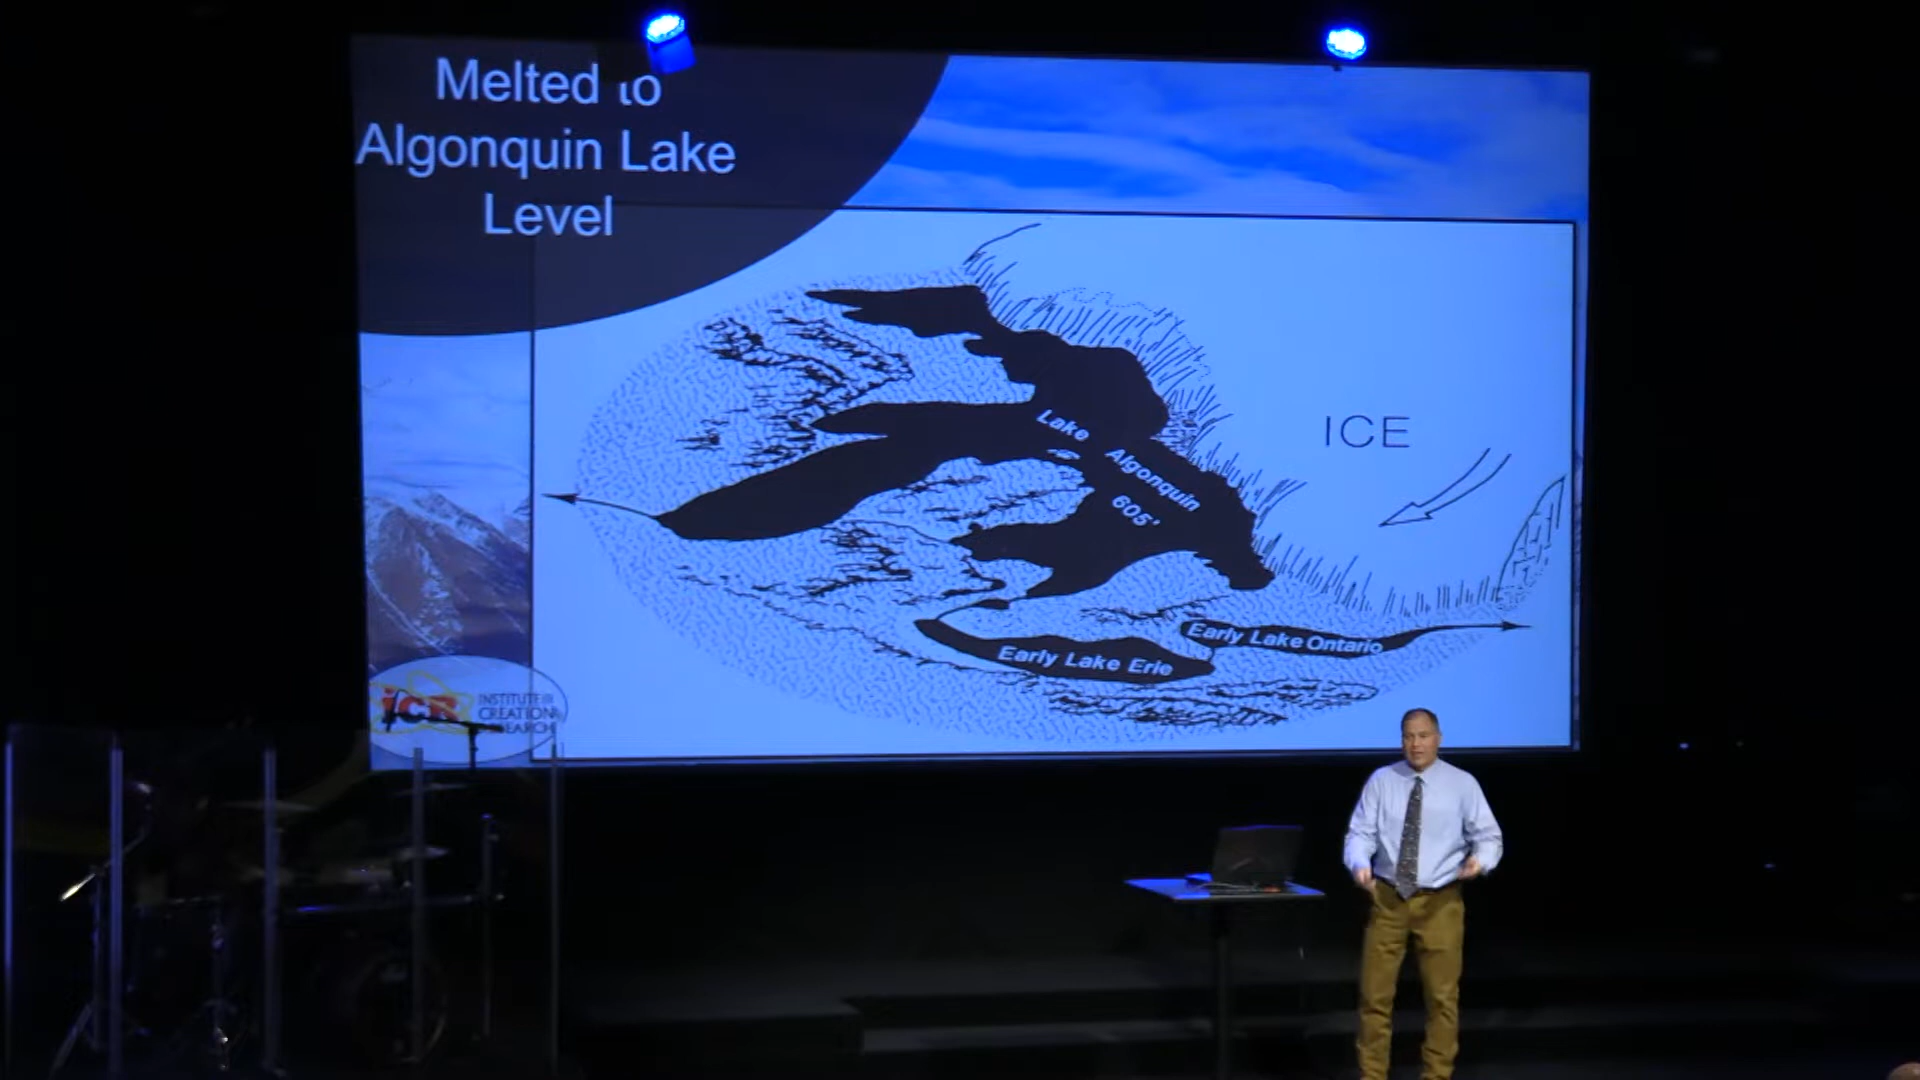 Melted to
Algonquin Lake
Level
ICE
Lake
Algonquin
605'
Early Lake Ontario
Early Lake Erie
iCR
INSTITUTE for
CREATION
RESEARCH